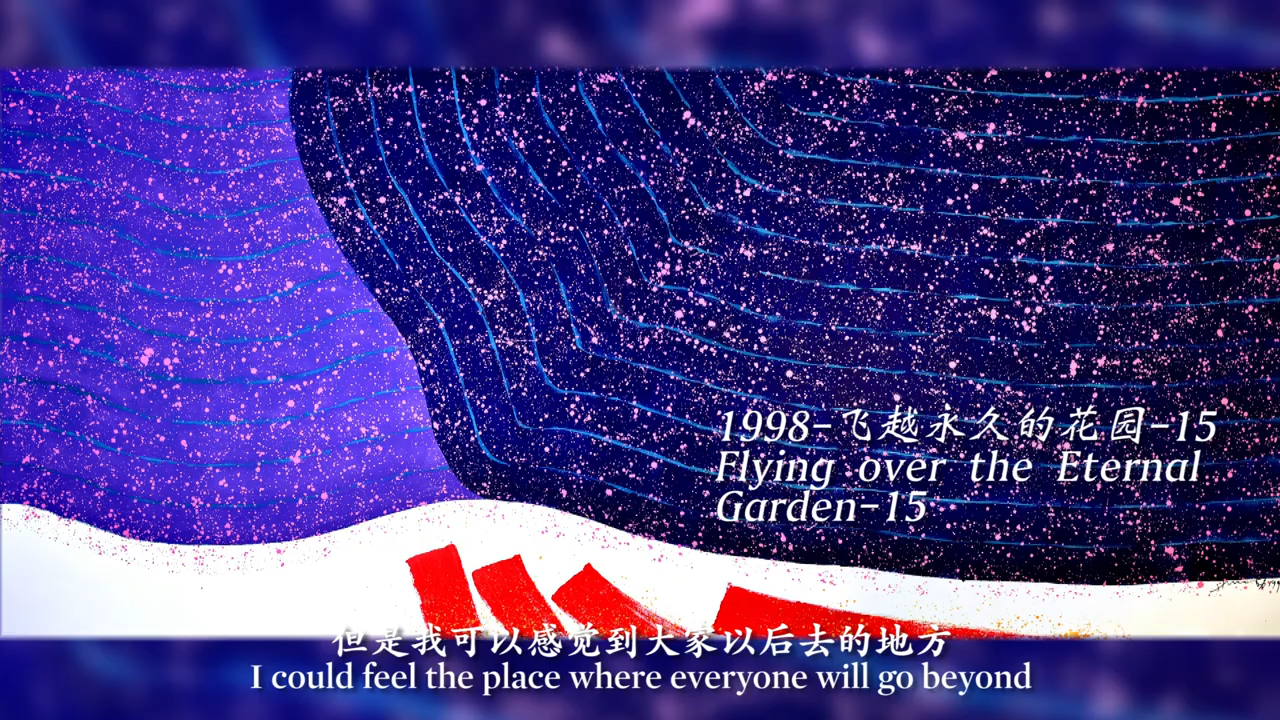 1998-飞越永久的花园-15
Flying over the Eternal
Garden-15
但是我可以感觉到大家以后去的地方
I could feel the place where everyone will go beyond